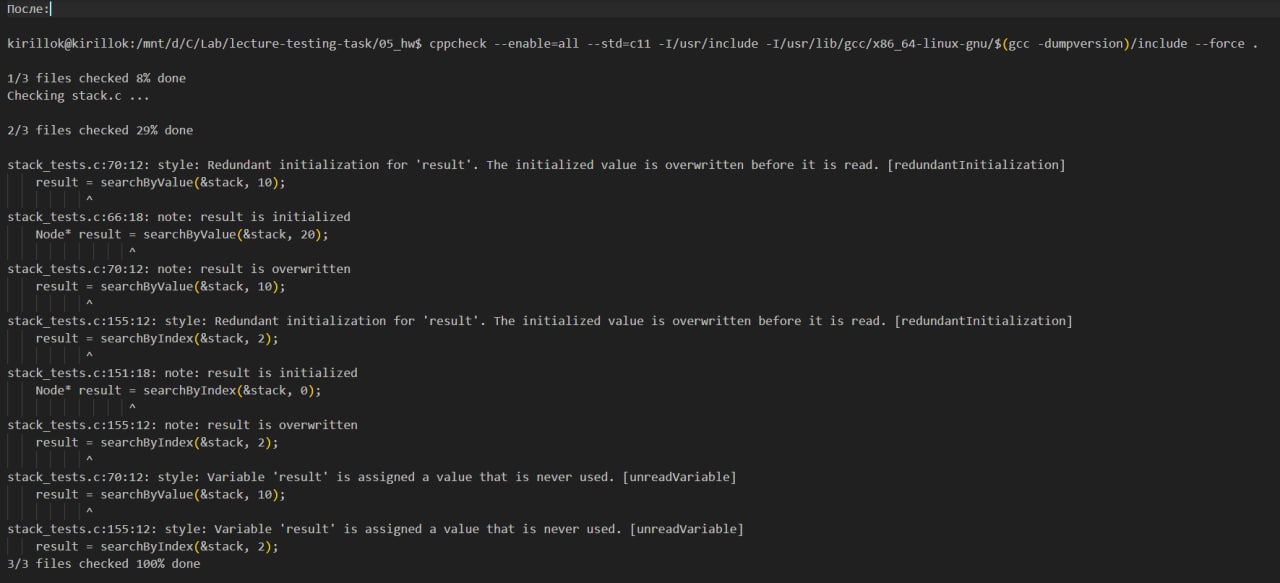 После:
kirillok@kirillok:/mnt/d/C/Lab/lecture-testing-task/05_hw$ cppcheck --enable=all --std=c11 -I/usr/include -I/usr/lib/gcc/x86_64-linux-gnu/$(gcc -dumpversion)/include --force .
1/3 files checked 8% done
Checking stack.c ...
2/3 files checked 29% done
stack_tests.c:70:12: style: Redundant initialization for 'result'. The initialized value is overwritten before it is read. [redundantInitialization]
result = searchByValue(&stack, 10);
^
stack_tests.c:66:18: note: result is initialized
Node* result = searchByValue(&stack, 20);
^
stack_tests.c:70:12: note: result is overwritten
result = searchByValue(&stack, 10);
^
stack_tests.c:155:12: style: Redundant initialization for 'result'. The initialized value is overwritten before it is read. [redundantInitialization]
result = searchByIndex(&stack, 2);
^
stack_tests.c:151:18: note: result is initialized
Node* result = searchByIndex(&stack, 0);
^
stack_tests.c:155:12: note: result is overwritten
result = searchByIndex(&stack, 2);
^
stack_tests.c:70:12: style: Variable 'result' is assigned a value that is never used. [unreadVariable]
result = searchByValue(&stack, 10);
^
stack_tests.c:155:12: style: Variable 'result' is assigned a value that is never used. [unreadVariable]
result = searchByIndex(&stack, 2);
3/3 files checked 100% done